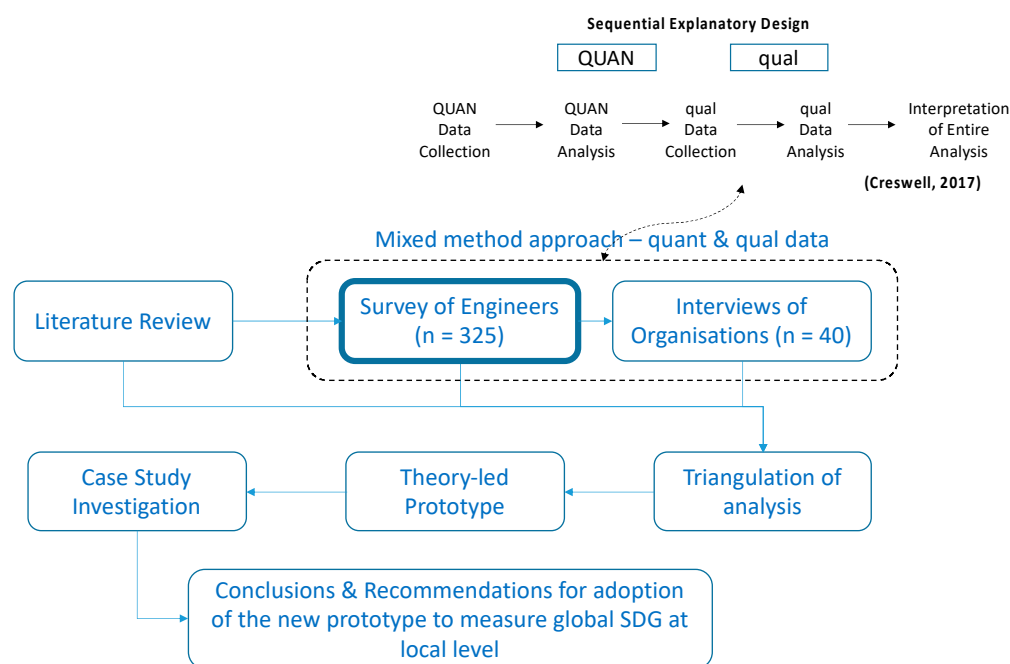 Sequential Explanatory Design
QUAN
qual
QUAN
Data
Collection
QUAN
Data
Analysis
qual
Data
Collection
qual
Data
Analysis
Interpretation
of Entire
Analysis
(Creswell, 2017)
Mixed method approach – quant & qual data
Literature Review
Survey of Engineers
(n = 325)
Interviews of
Organisations (n = 40)
Case Study
Investigation
Theory-led
Prototype
Triangulation of
analysis
Conclusions & Recommendations for adoption
of the new prototype to measure global SDG at
local level